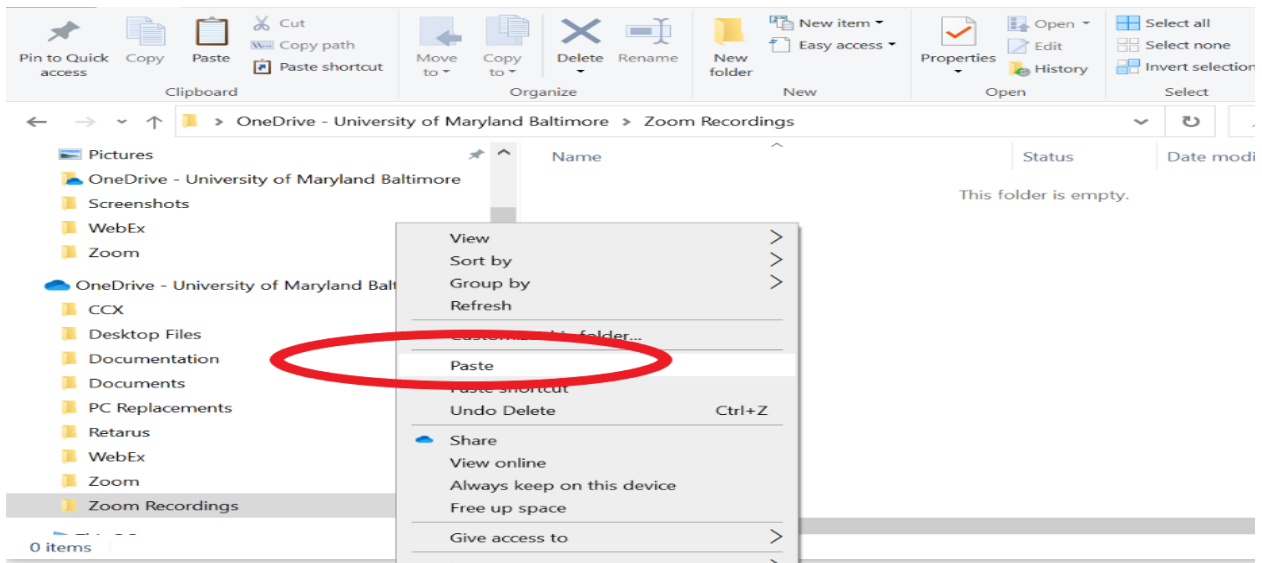 Pin to Quick access
Copy
Paste
Cut
Copy path
Paste shortcut
Clipboard
Move to
Copy to
Delete
Rename
Organize
New folder
New item
Easy access
New
Properties
Open
Edit
History
Open
Select all
Select none
Invert selection
Select
OneDrive - University of Maryland Baltimore > Zoom Recordings
Name
Status
Date modi
This folder is empty.
Pictures
OneDrive - University of Maryland Baltimore
Screenshots
WebEx
Zoom
OneDrive - University of Maryland Balt
CCX
Desktop Files
Documentation
Documents
PC Replacements
Retarus
WebEx
Zoom
Zoom Recordings
0 items
View
Sort by
Group by
Refresh
Customize this folder...
Paste
Paste shortcut
Undo Delete Ctrl+Z
Share
View online
Always keep on this device
Free up space
Give access to